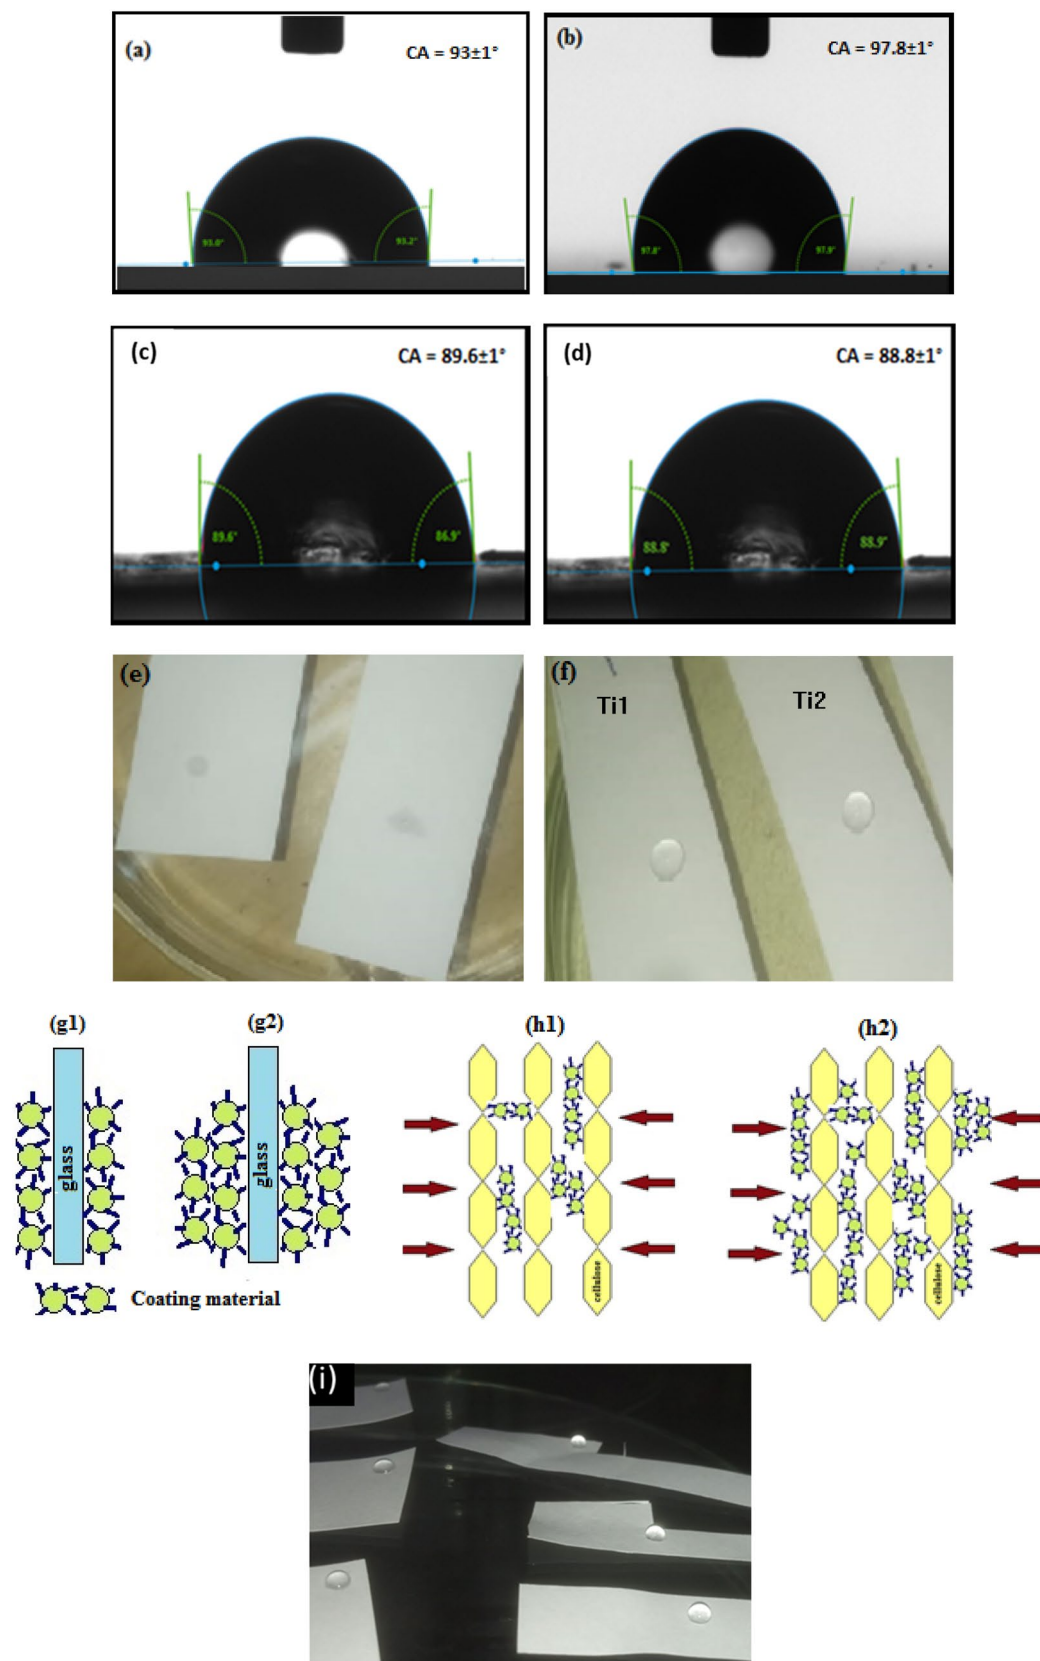 (a)
CA = 93±1°
93.0°
93.2°
(b)
CA = 97.8±1°
97.8°
97.9°
(c)
CA = 89.6±1°
89.6°
86.9°
(d)
CA = 88.8±1°
88.8°
88.9°
(e)
(f)
Ti1
Ti2
(g1)
(g2)
(h1)
(h2)
glass
glass
cellulose
cellulose
Coating material
(i)